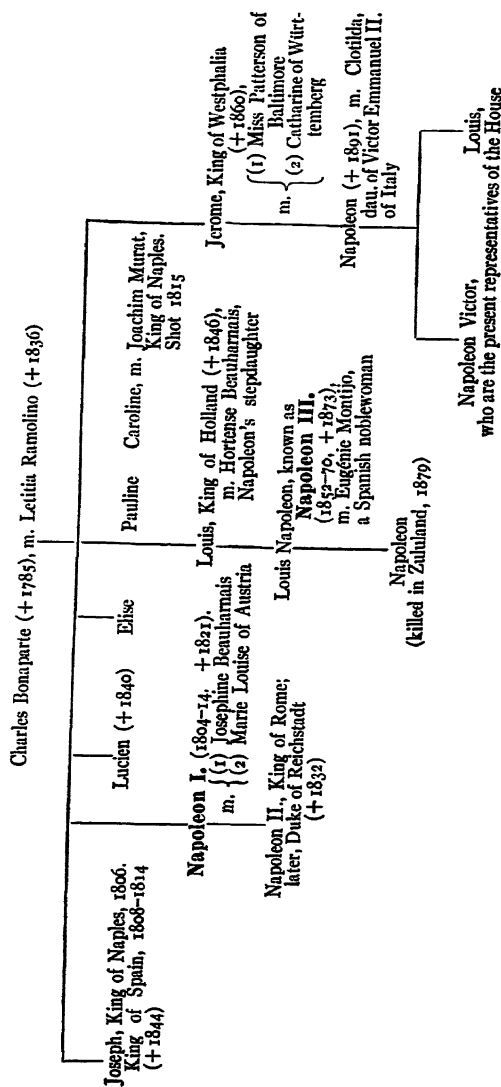 Charles Bonaparte (+1785), m. Letitia Ramolino (+1836)
Joseph, King of Naples, 1806.
King of Spain, 1808–1814
(+1844)
Lucien (+1840)
Elise
Pauline
Caroline, m. Joachim Murat,
King of Naples.
Shot 1815
Napoleon I. (1804–14, +1821).
m. { (1) Josephine Beauharnais
(2) Marie Louise of Austria
Louis, King of Holland (+1846),
m. Hortense Beauharnais,
Napoleon's stepdaughter
Jerome, King of Westphalia
(+1860),
m. { (1) Miss Patterson of
Baltimore
(2) Catharine of Würt-
temberg
Napoleon II., King of Rome;
later, Duke of Reichstadt
(+1832)
Louis Napoleon, known as
Napoleon III.
(1852–70, +1873),
m. Eugénie Montijo,
a Spanish noblewoman
Napoleon (+1891), m. Clotilda,
dau. of Victor Emmanuel II.
of Italy
Napoleon
(killed in Zululand, 1879)
Napoleon Victor,
Louis,
who are the present representatives of the House